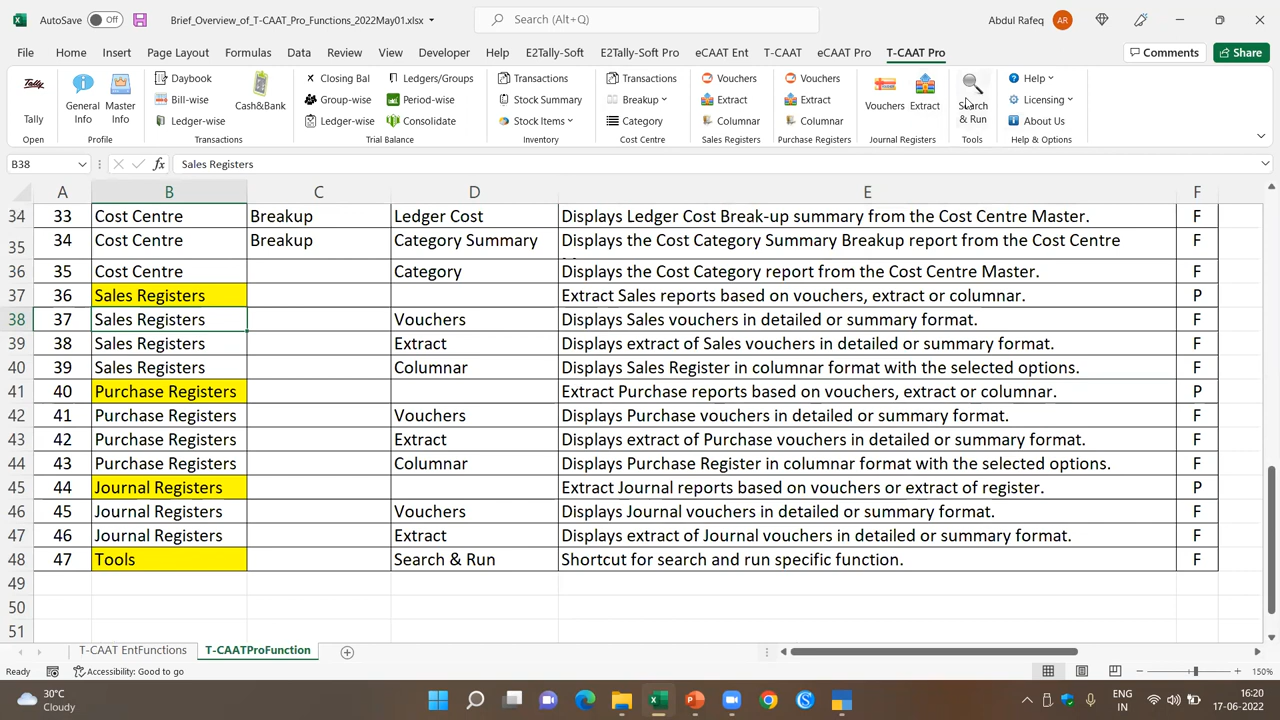 AutoSave Off Brief_Overview_of_T-CAAT_Pro_Functions_2022May01.xlsx Search (Alt+Q) Abdul Rafeq AR
File Home Insert Page Layout Formulas Data Review View Developer Help E2Tally-Soft E2Tally-Soft Pro eCAAT Ent T-CAAT eCAAT Pro T-CAAT Pro Comments Share
Daybook Closing Bal Ledgers/Groups Transactions Transactions Vouchers Vouchers Help
Tally General Info Master Info Bill-wise Cash&Bank Group-wise Period-wise Stock Summary Breakup Extract Extract Vouchers Extract Search & Run Licensing
Ledger-wise Ledger-wise Consolidate Stock Items Category Columnar Columnar About Us
Open Profile Transactions Trial Balance Inventory Cost Centre Sales Registers Purchase Registers Journal Registers Tools Help & Options
B38 fx Sales Registers
A B C D E F
34 33 Cost Centre Breakup Ledger Cost Displays Ledger Cost Break-up summary from the Cost Centre Master. F
35 34 Cost Centre Breakup Category Summary Displays the Cost Category Summary Breakup report from the Cost Centre F
36 35 Cost Centre Category Displays the Cost Category report from the Cost Centre Master. F
37 36 Sales Registers Extract Sales reports based on vouchers, extract or columnar. P
38 37 Sales Registers Vouchers Displays Sales vouchers in detailed or summary format. F
39 38 Sales Registers Extract Displays extract of Sales vouchers in detailed or summary format. F
40 39 Sales Registers Columnar Displays Sales Register in columnar format with the selected options. F
41 40 Purchase Registers Extract Purchase reports based on vouchers, extract or columnar. P
42 41 Purchase Registers Vouchers Displays Purchase vouchers in detailed or summary format. F
43 42 Purchase Registers Extract Displays extract of Purchase vouchers in detailed or summary format. F
44 43 Purchase Registers Columnar Displays Purchase Register in columnar format with the selected options. F
45 44 Journal Registers Extract Journal reports based on vouchers or extract of register. P
46 45 Journal Registers Vouchers Displays Journal vouchers in detailed or summary format. F
47 46 Journal Registers Extract Displays extract of Journal vouchers in detailed or summary format. F
48 47 Tools Search & Run Shortcut for search and run specific function. F
49
50
51
T-CAAT EntFunctions T-CAATProFunction
Ready Accessibility: Good to go 150%
30°C ENG 16:20
Cloudy IN 17-06-2022